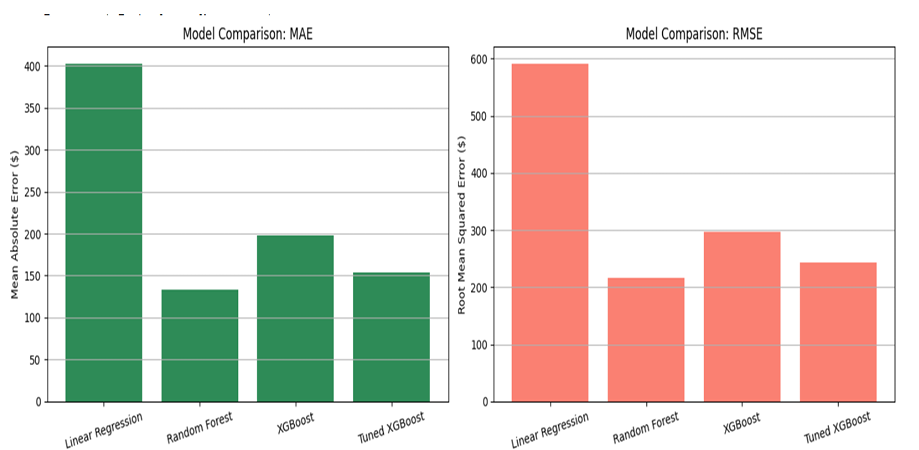 Model Comparison: MAE
Mean Absolute Error ($)
400
350
300
250
200
150
100
50
0
Linear Regression
Random Forest
XGBoost
Tuned XGBoost
Model Comparison: RMSE
Root Mean Squared Error ($)
600
500
400
300
200
100
0
Linear Regression
Random Forest
XGBoost
Tuned XGBoost